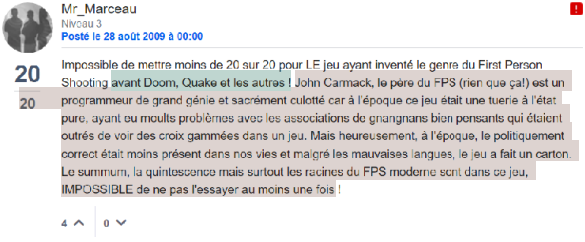 Mr_Marceau
Niveau 3
Posté le 28 août 2009 à 00:00
20
20
Impossible de mettre moins de 20 sur 20 pour LE jeu ayant inventé le genre du First Person
Shooting avant Doom, Quake et les autres ! John Carmack, le père du FPS (rien que ça!) est un
programmeur de grand génie et sacrément culotté car à l'époque ce jeu était une tuerie à l'état
pure, ayant eu moults problèmes avec les associations de gnangnans bien pensants qui étaient
outrés de voir des croix gammées dans un jeu. Mais heureusement, à l'époque, le politiquement
correct était moins présent dans nos vies et malgré les mauvaises langues, le jeu a fait un carton.
Le summum, la quintescence mais surtout les racines du FPS moderne sont dans ce jeu,
IMPOSSIBLE de ne pas l'essayer au moins une fois !
4
0